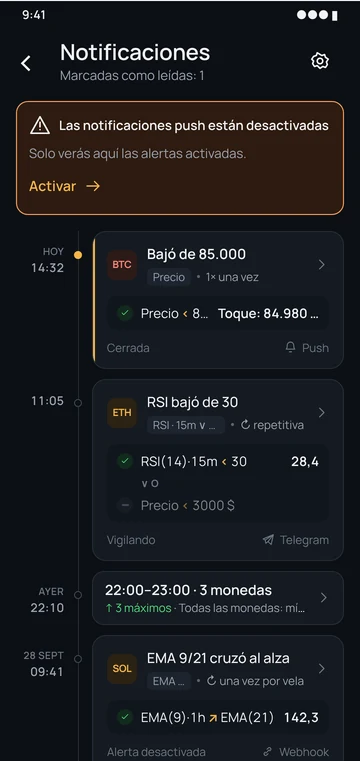 9:41
Notificaciones
Marcadas como leídas: 1
Las notificaciones push están desactivadas
Solo verás aquí las alertas activadas.
Activar →
HOY
14:32
BTC
Bajó de 85.000
Precio • 1× una vez
Precio < 8… Toque: 84.980 …
Cerrada
Push
11:05
ETH
RSI bajó de 30
RSI · 15m ∨ … • repetitiva
RSI(14)·15m < 30 28,4
∨ O
Precio < 3000 $
Vigilando
Telegram
AYER
22:10
22:00–23:00 · 3 monedas
↑ 3 máximos · Todas las monedas: mí…
28 SEPT
09:41
SOL
EMA 9/21 cruzó al alza
EMA … • una vez por vela
EMA(9)·1h ↗ EMA(21) 142,3
Alerta desactivada
Webhook